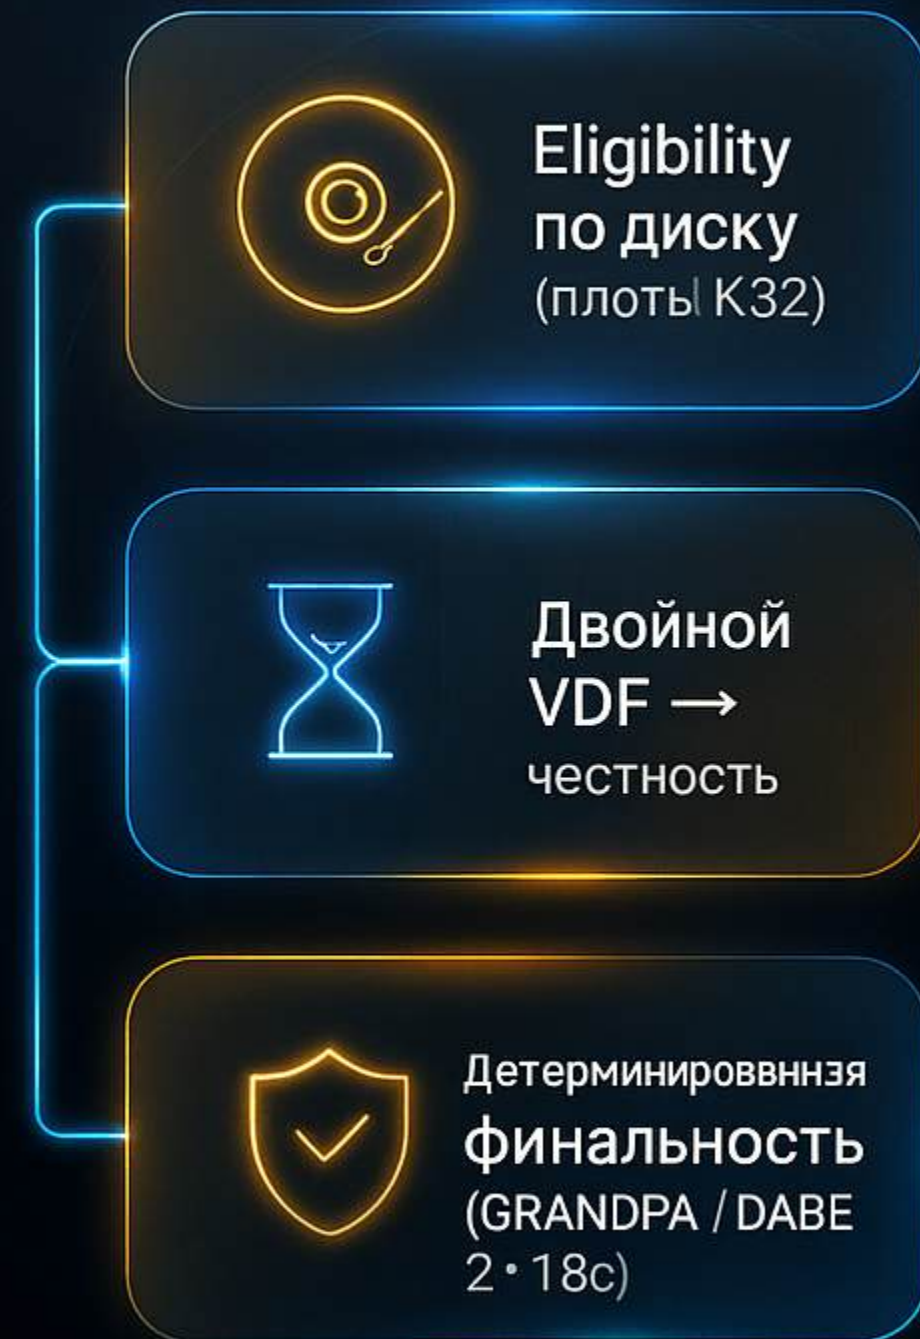 Eligibility
по диску
(плоты K32)
Двойной
VDF →
честность
Детерминироввннзя
финальность
(GRANDPA / DABE
2·18с)